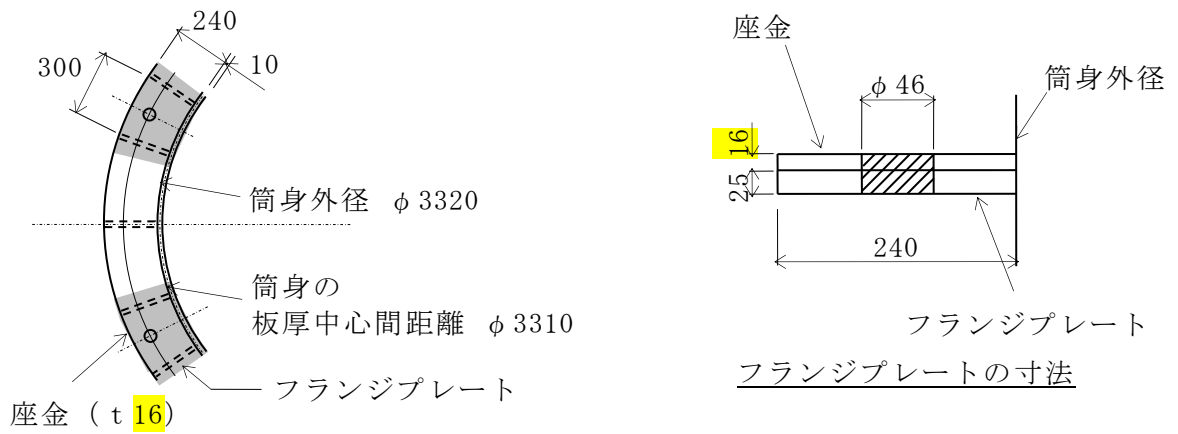 240
10
300
筒身外径 φ3320
筒身の
板厚中心間距離 φ3310
フランジプレート
座金（t16）
座金
筒身外径
φ46
16
25
240
フランジプレート
フランジプレートの寸法